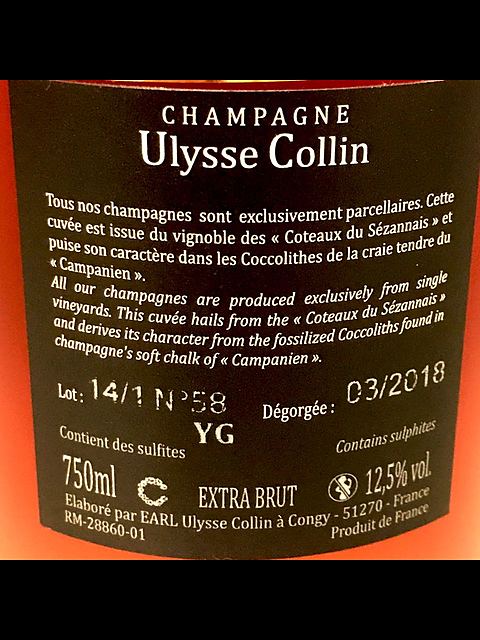 CHAMPAGNE
Ulysse Collin
Tous nos champagnes sont exclusivement parcellaires. Cette
cuvée est issue du vignoble des « Coteaux du Sézannais » et
puise son caractère dans les Coccolithes de la craie tendre du
« Campanien ».
All our champagnes are produced exclusively from single
vineyards. This cuvée hails from the « Coteaux du Sézannais »
and derives its character from the fossilized Coccoliths found in
champagne's soft chalk of « Campanien ».
Lot : 14/1 N°58 Dégorgée : 03/2018
YG
Contient des sulfites Contains sulphites
750ml EXTRA BRUT 12,5% vol.
Elaboré par EARL Ulysse Collin à Congy - 51270 - France
RM-28860-01 Produit de France